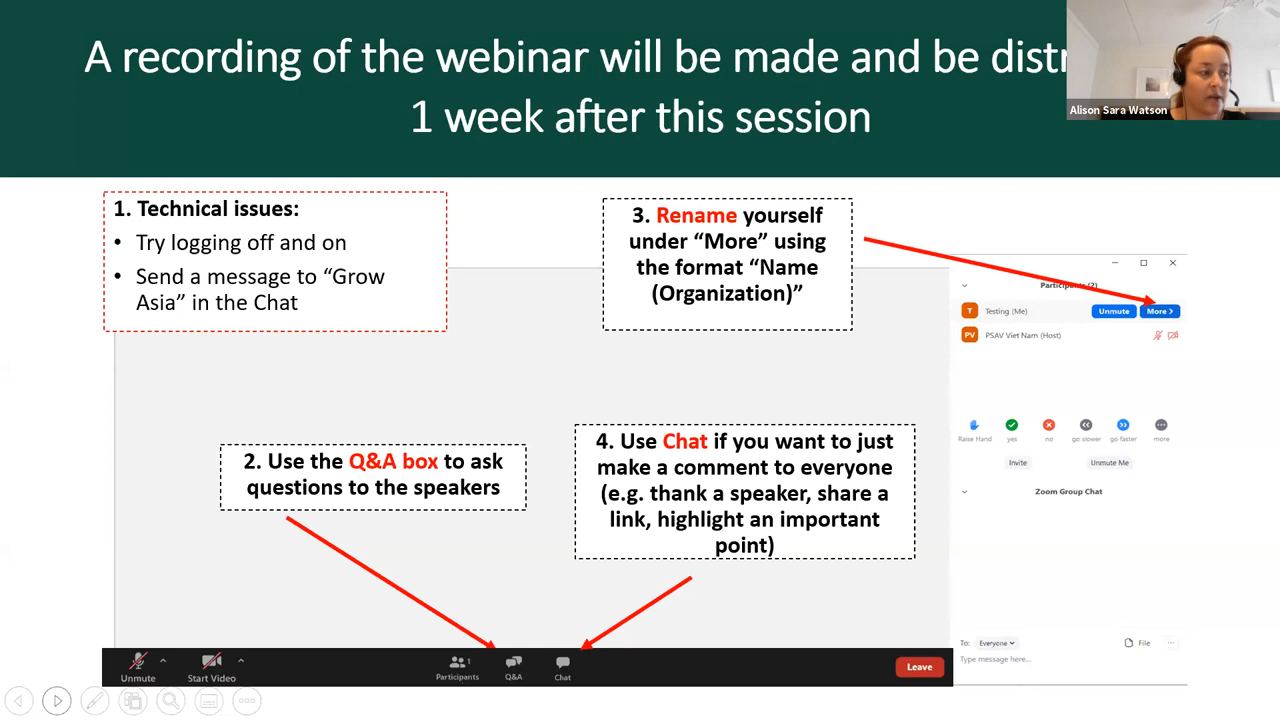 A recording of the webinar will be made and be
1 week after this session
Alison Sara Watson
1. Technical issues:
• Try logging off and on
• Send a message to “Grow
Asia” in the Chat
3. Rename yourself
under “More” using
the format “Name
(Organization)”
Participants (2)
T Testing (Me) Unmute More >
PV PSAV Viet Nam (Host)
Raise Hand yes no go slower go faster more
Invite Unmute Me
2. Use the Q&A box to ask
questions to the speakers
4. Use Chat if you want to just
make a comment to everyone
(e.g. thank a speaker, share a
link, highlight an important
point)
Zoom Group Chat
To: Everyone File
Type message here...
Unmute Start Video Participants 1 Q&A Chat Leave